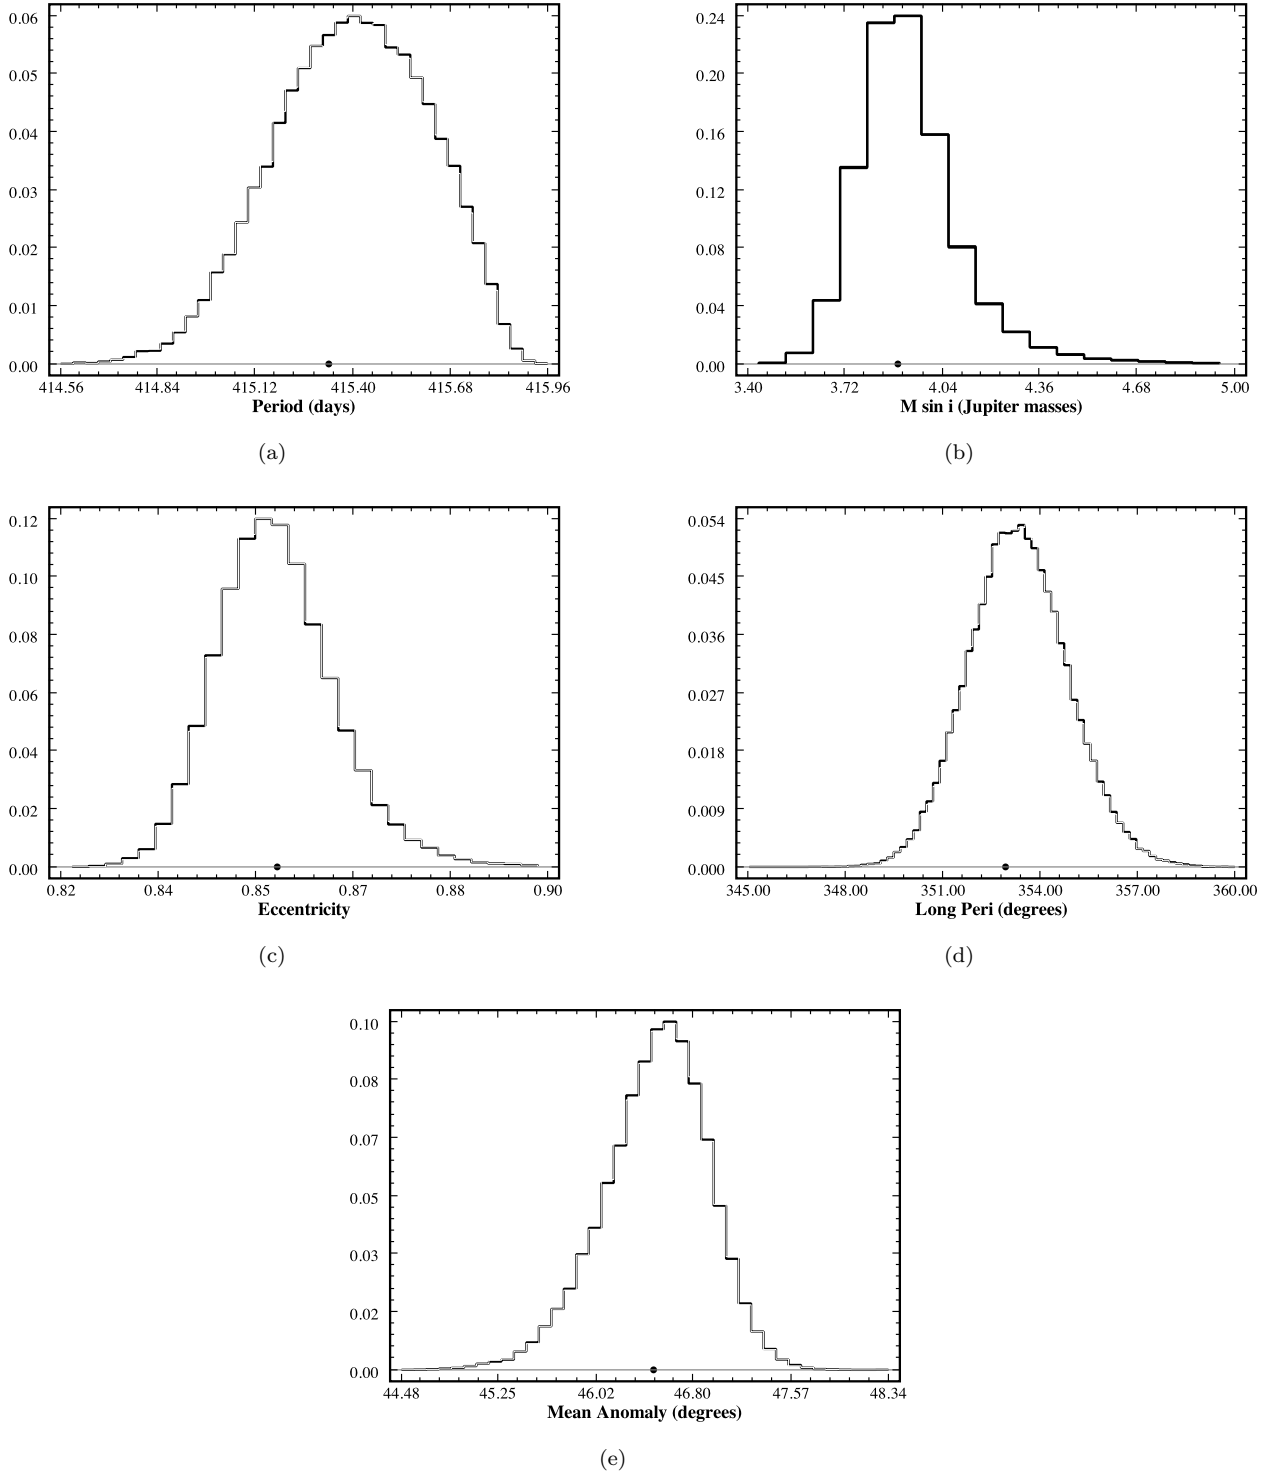 0.06
0.05
0.04
0.03
0.02
0.01
0.00
414.56 414.84 415.12 415.40 415.68 415.96
Period (days)
(a)
0.24
0.20
0.16
0.12
0.08
0.04
0.00
3.40 3.72 4.04 4.36 4.68 5.00
M sin i (Jupiter masses)
(b)
0.12
0.10
0.08
0.06
0.04
0.02
0.00
0.82 0.84 0.85 0.87 0.88 0.90
Eccentricity
(c)
0.054
0.045
0.036
0.027
0.018
0.009
0.000
345.00 348.00 351.00 354.00 357.00 360.00
Long Peri (degrees)
(d)
0.10
0.08
0.07
0.05
0.03
0.02
0.00
44.48 45.25 46.02 46.80 47.57 48.34
Mean Anomaly (degrees)
(e)